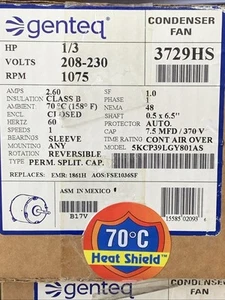 genteq
CONDENSER FAN
HP 1/3
3729HS
VOLTS 208-230
RPM 1075
AMPS 2.60 SF 1.0
INSULATION CLASS B PHASE 1
AMBIENT 70°C (158°F) NEMA 48
ENCL CLOSED SHAFT 0.5 x 6.5"
HERTZ 60 PROTECTOR AUTO.
SPEEDS 1 CAP 7.5 MFD / 370 V
BEARINGS SLEEVE TIME RATING CONT AIR OVER
MOUNTING ANY MODEL 5KCP39LGY801AS
ROTATION REVERSIBLE
TYPE PERM. SPLIT. CAP.
REPLACES: EMR: 1861H AOS:FSE1036SF
ASM IN MEXICO
B17V
70°C
Heat Shield™
genteq
CONDENSER